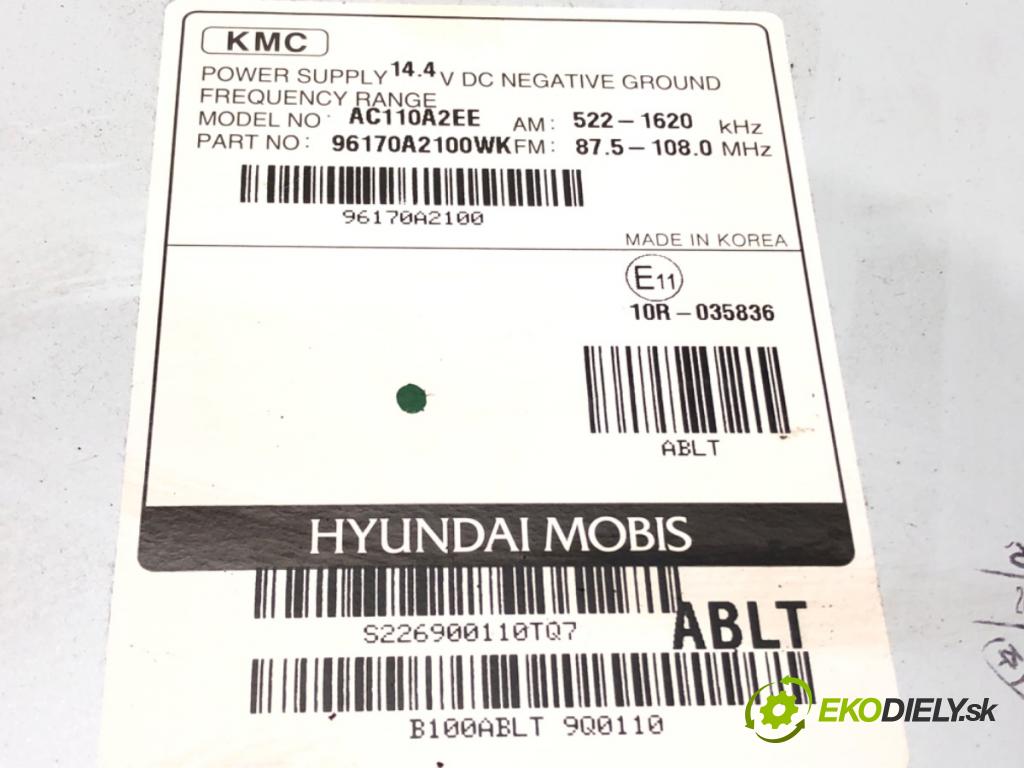 KMC
POWER SUPPLY 14.4 V DC NEGATIVE GROUND
FREQUENCY RANGE
MODEL NO : AC110A2EE AM : 522-1620 kHz
PART NO : 96170A2100WK FM : 87.5-108.0 MHz
96170A2100
MADE IN KOREA
E11
10R-035836
ABLT
HYUNDAI MOBIS
S226900110TQ7 ABLT
B100ABLT 9Q0110
EKODIELY.sk